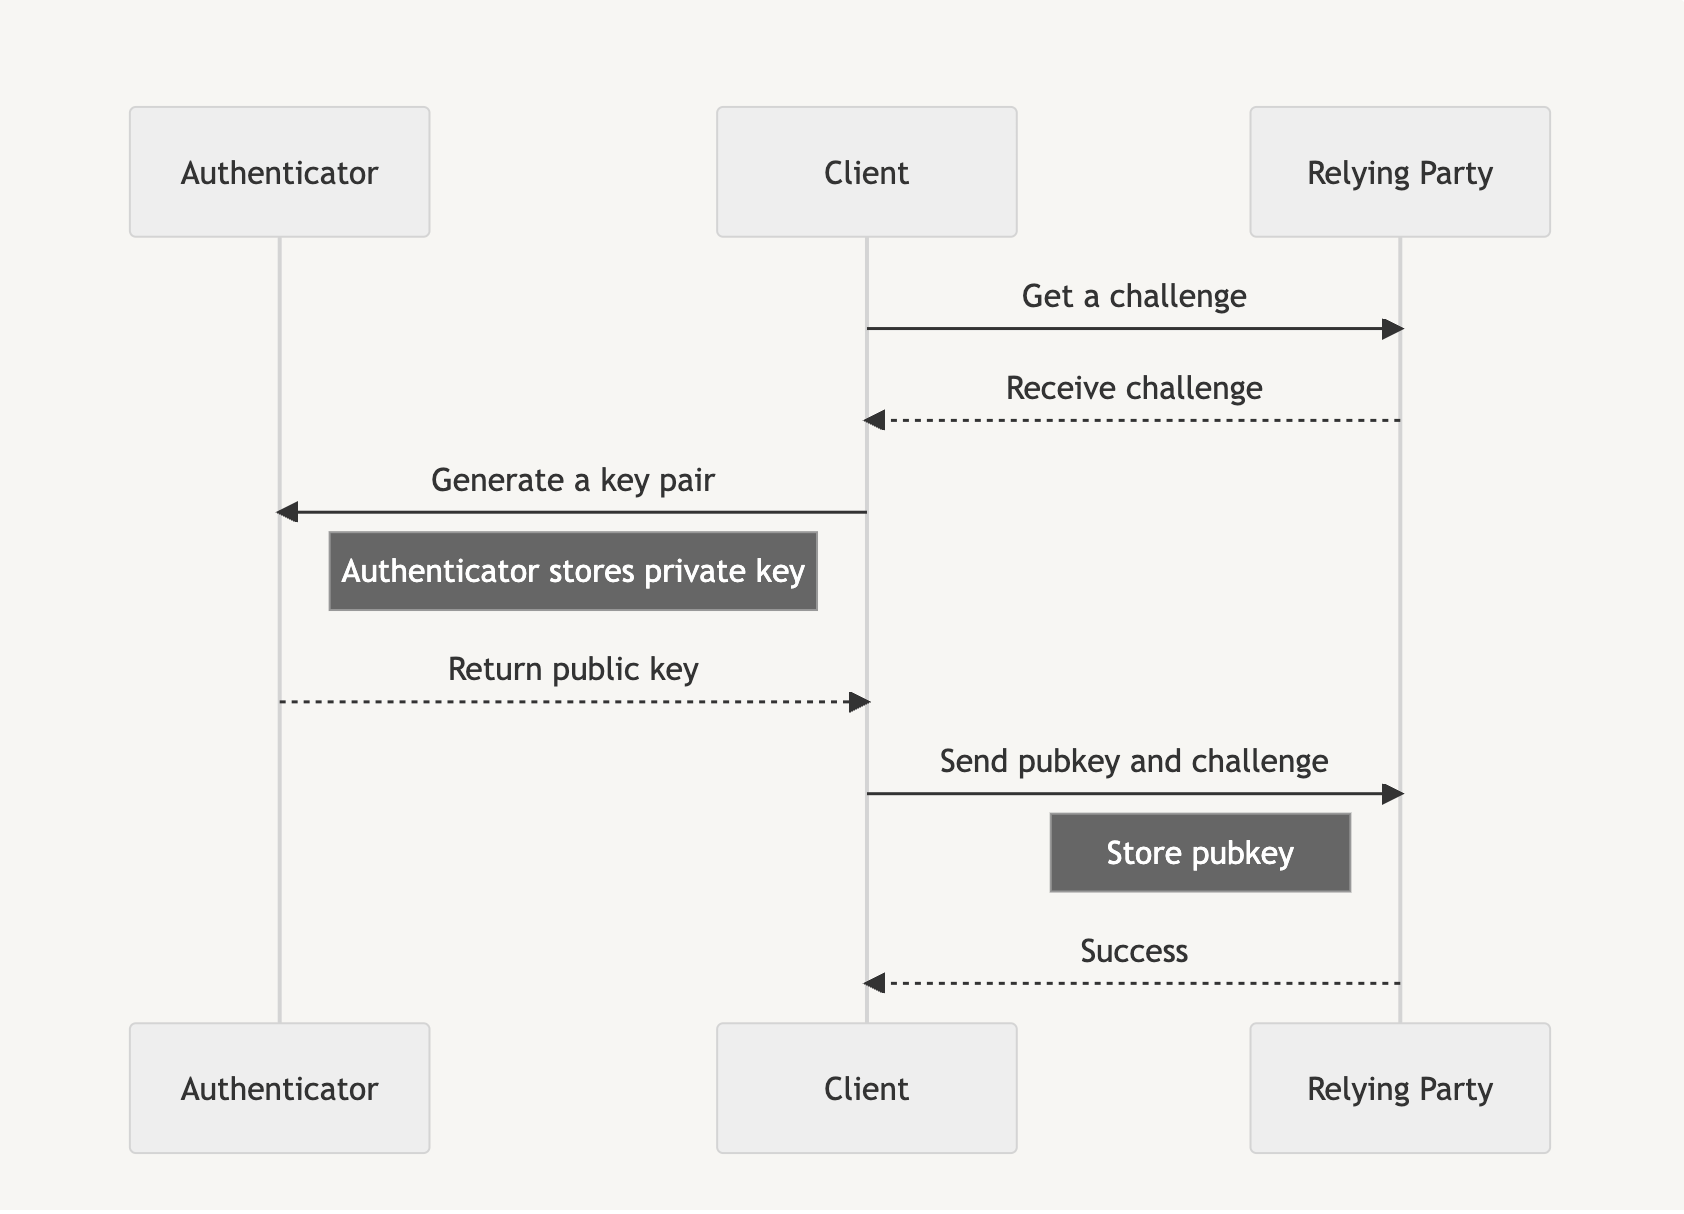 Authenticator
Client
Relying Party
Get a challenge
Receive challenge
Generate a key pair
Authenticator stores private key
Return public key
Send pubkey and challenge
Store pubkey
Success
Authenticator
Client
Relying Party